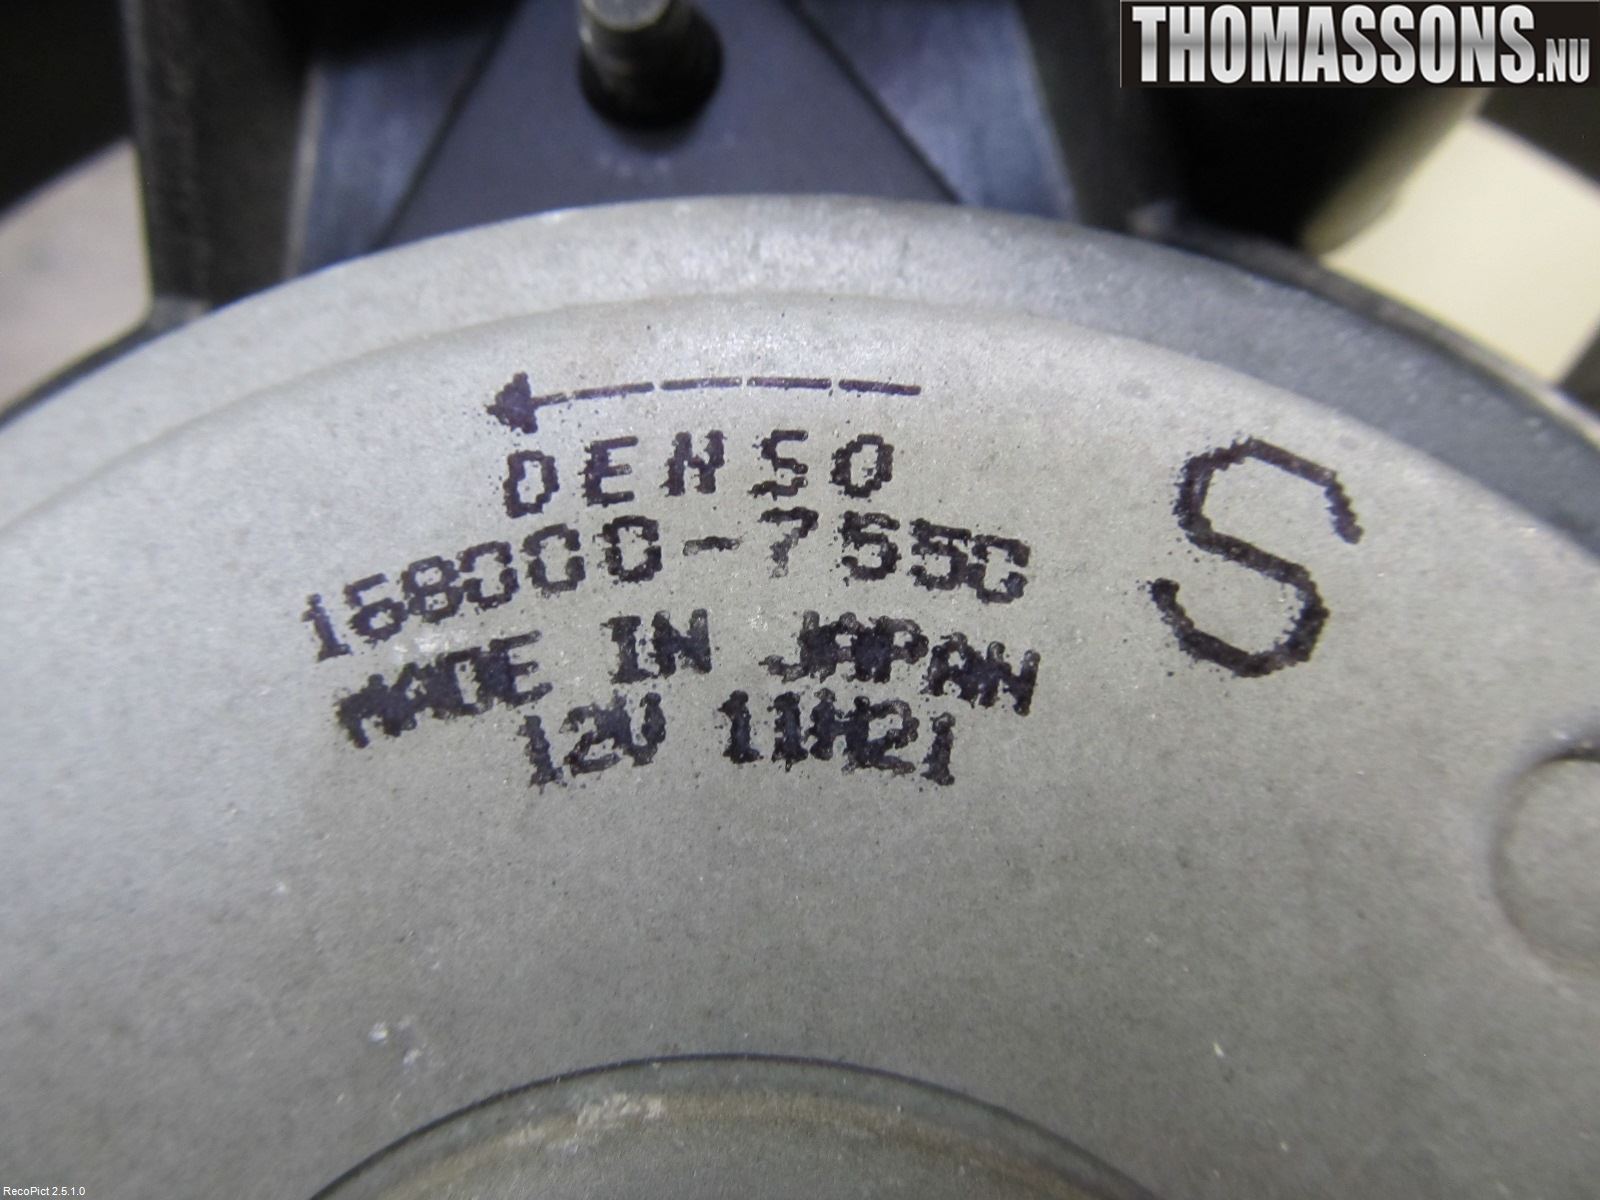 THOMASSONS.NU
DENSO
S
168000-7550
MADE IN JAPAN
12V 11H21
RecoPict 2.5.1.0